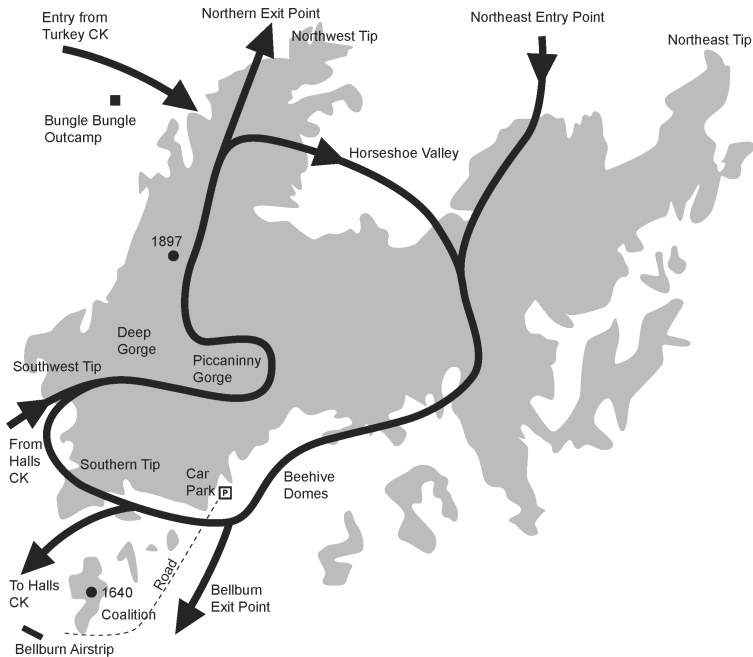 Northern Exit Point
Northeast Entry Point
Entry from
Turkey CK
Northwest Tip
Northeast Tip
Bungle Bungle
Outcamp
Horseshoe Valley
1897
Deep
Gorge
Piccaninny
Gorge
Southwest Tip
From
Halls
CK
Southern Tip
Car
Park
P
Beehive
Domes
Road
To Halls
CK
1640
Coalition
Bellburn
Exit Point
Bellburn Airstrip